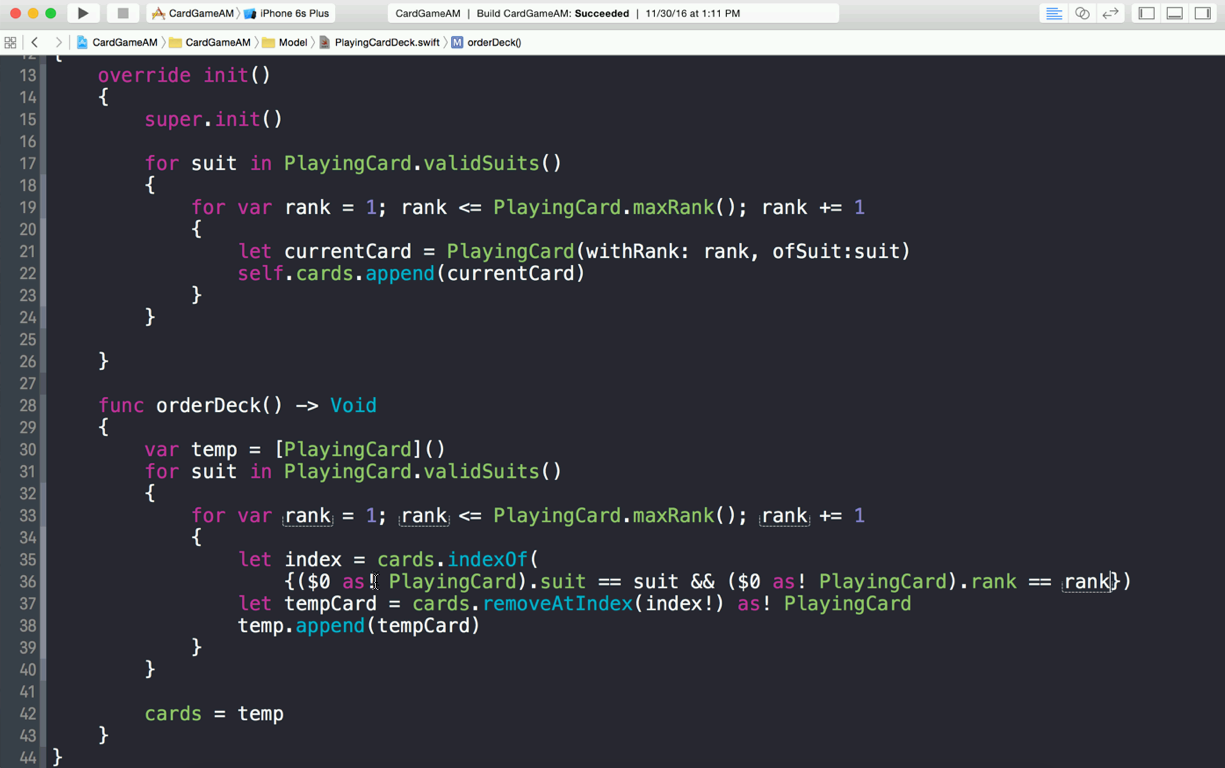 CardGameAM iPhone 6s Plus CardGameAM | Build CardGameAM: Succeeded | 11/30/16 at 1:11 PM
CardGameAM CardGameAM Model PlayingCardDeck.swift M orderDeck()
12 {
13 override init()
14 {
15 super.init()
16
17 for suit in PlayingCard.validSuits()
18 {
19 for var rank = 1; rank <= PlayingCard.maxRank(); rank += 1
20 {
21 let currentCard = PlayingCard(withRank: rank, ofSuit:suit)
22 self.cards.append(currentCard)
23 }
24 }
25
26 }
27
28 func orderDeck() -> Void
29 {
30 var temp = [PlayingCard]()
31 for suit in PlayingCard.validSuits()
32 {
33 for var rank = 1; rank <= PlayingCard.maxRank(); rank += 1
34 {
35 let index = cards.indexOf(
36 {($0 as! PlayingCard).suit == suit && ($0 as! PlayingCard).rank == rank})
37 let tempCard = cards.removeAtIndex(index!) as! PlayingCard
38 temp.append(tempCard)
39 }
40 }
41
42 cards = temp
43 }
44 }